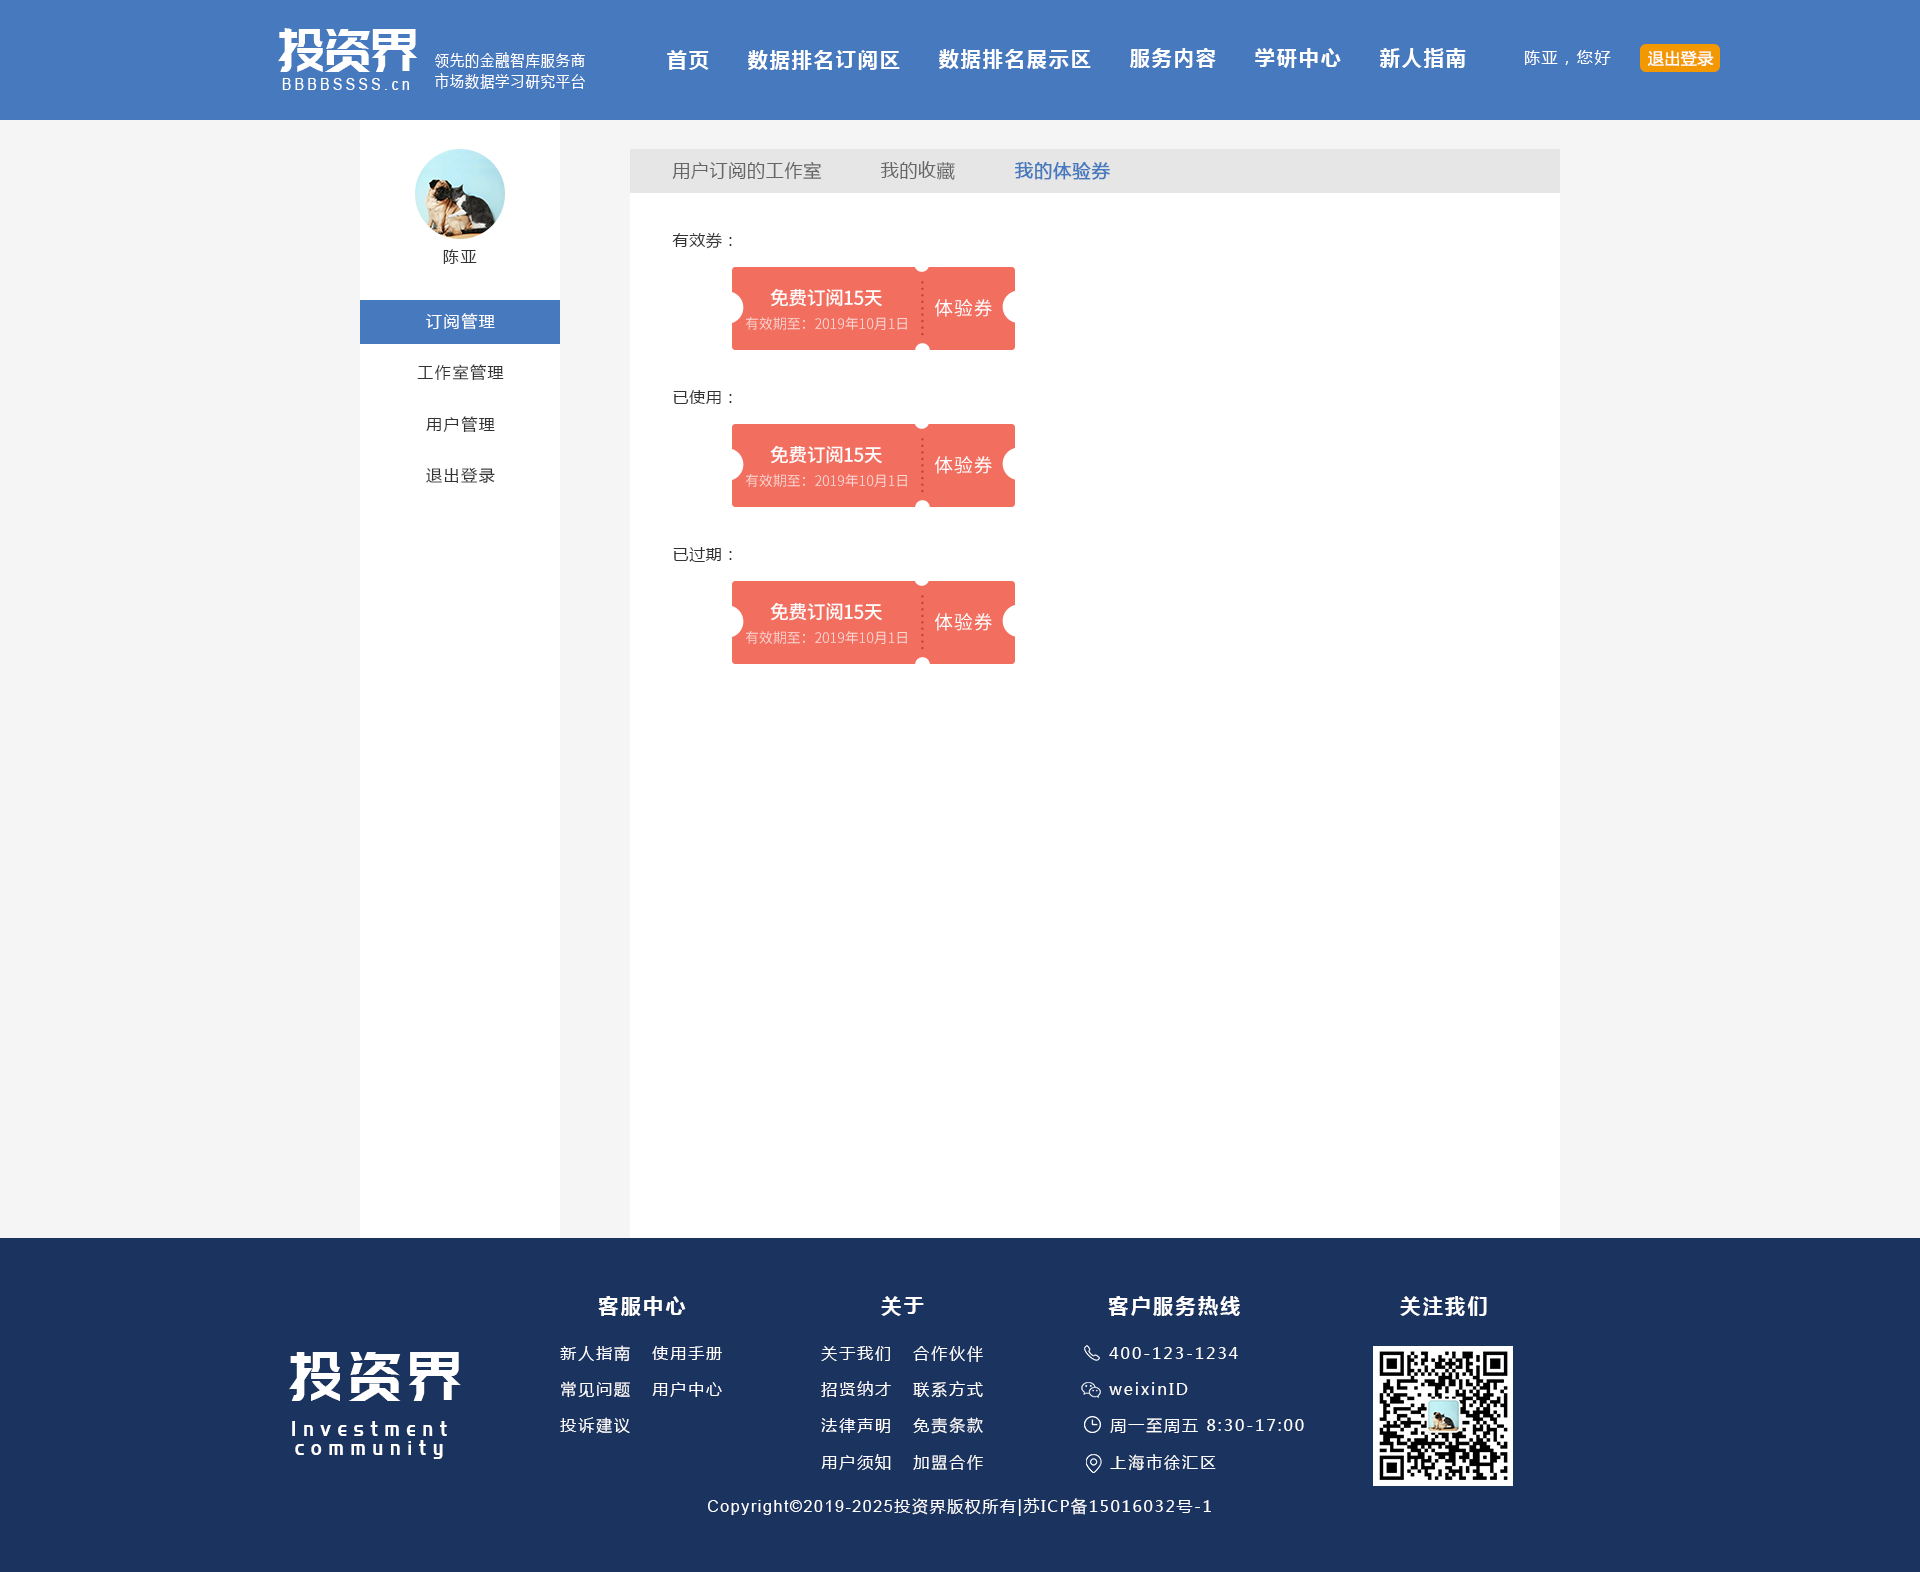 投资界
BBBBSSSS.cn
领先的金融智库服务商
市场数据学习研究平台
首页 数据排名订阅区 数据排名展示区 服务内容 学研中心 新人指南
陈亚，您好
退出登录
陈亚
订阅管理
工作室管理
用户管理
退出登录
用户订阅的工作室 我的收藏 我的体验券
有效券：
免费订阅15天
有效期至：2019年10月1日
体验券
已使用：
免费订阅15天
有效期至：2019年10月1日
体验券
已过期：
免费订阅15天
有效期至：2019年10月1日
体验券
投资界
Investment
community
客服中心
新人指南 使用手册
常见问题 用户中心
投诉建议
关于
关于我们 合作伙伴
招贤纳才 联系方式
法律声明 免责条款
用户须知 加盟合作
客户服务热线
400-123-1234
weixinID
周一至周五 8:30-17:00
上海市徐汇区
关注我们
Copyright©2019-2025投资界版权所有|苏ICP备15016032号-1